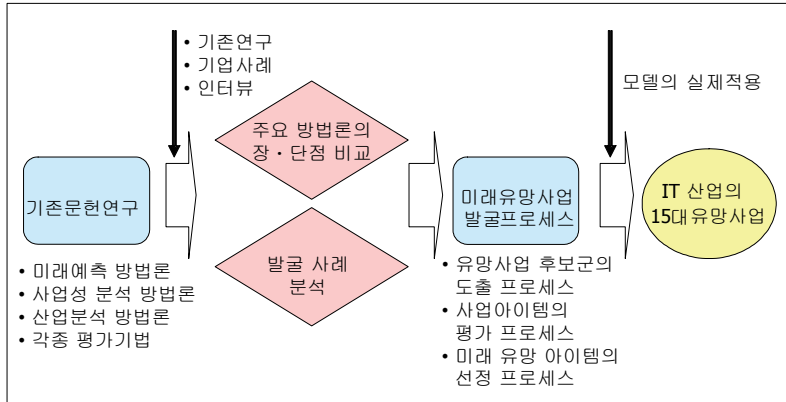 • 기존연구
• 기업사례
• 인터뷰
모델의 실제적용
주요 방법론의
장・단점 비교
기존문헌연구
미래유망사업
발굴프로세스
IT 산업의
15대유망사업
발굴 사례
분석
• 미래예측 방법론
• 사업성 분석 방법론
• 산업분석 방법론
• 각종 평가기법
• 유망사업 후보군의
도출 프로세스
• 사업아이템의
평가 프로세스
• 미래 유망 아이템의
선정 프로세스